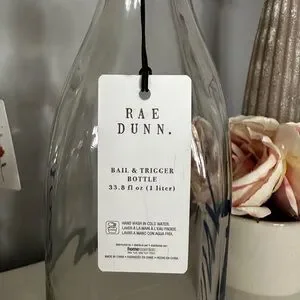 RAE
DUNN.
BAIL & TRIGGER
BOTTLE
33.8 fl oz (1 liter)
HAND WASH IN COLD WATER.
LAVER À LA MAIN À L'EAU FROIDE.
LAVAR A MANO CON AGUA FRÍA.
homeessentials
MADE IN CHINA